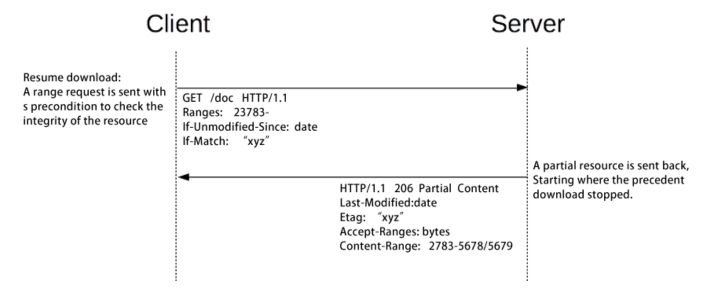 Client
Server
Resume download:
A range request is sent with
s precondition to check the
integrity of the resource
GET /doc HTTP/1.1
Ranges: 23783-
If-Unmodified-Since: date
If-Match: "xyz"
A partial resource is sent back,
Starting where the precedent
download stopped.
HTTP/1.1 206 Partial Content
Last-Modified:date
Etag: "xyz"
Accept-Ranges: bytes
Content-Range: 2783-5678/5679